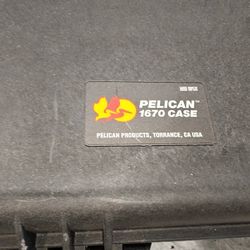 PELICAN™
1670 CASE
PELICAN PRODUCTS, TORRANCE, CA USA